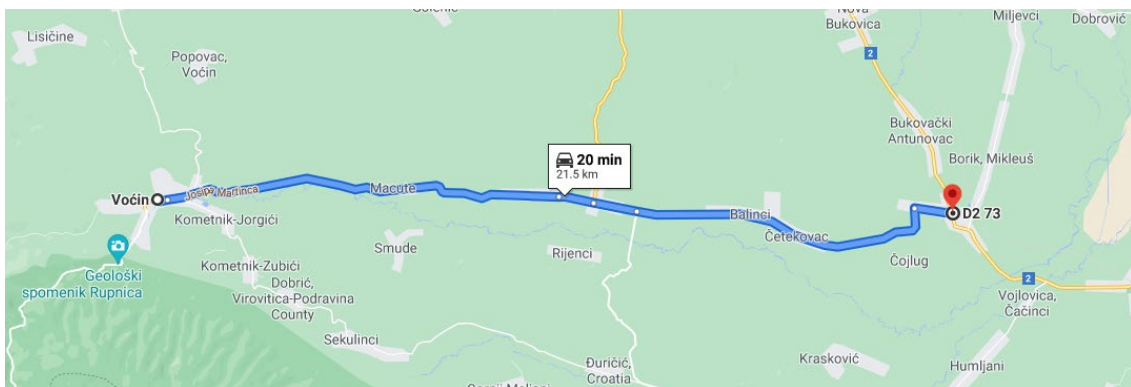 Lisičine
Popovac,
Voćin
Nova
Bukovica
Miljevci
Dobrović
2
Bukovački
Antunovac
Borik, Mikleuš
20 min
21.5 km
Voćin
Josipa Martinca
Macute
Kometnik-Jorgići
Balinci
D2 73
Četekovac
Smude
Rijenci
Čojlug
Geološki
spomenik Rupnica
Kometnik-Zubići
Dobrić,
Virovitica-Podravina
County
2
Vojlovica,
Čačinci
Sekulinci
Krasković
Đuričić,
Croatia
Humljani